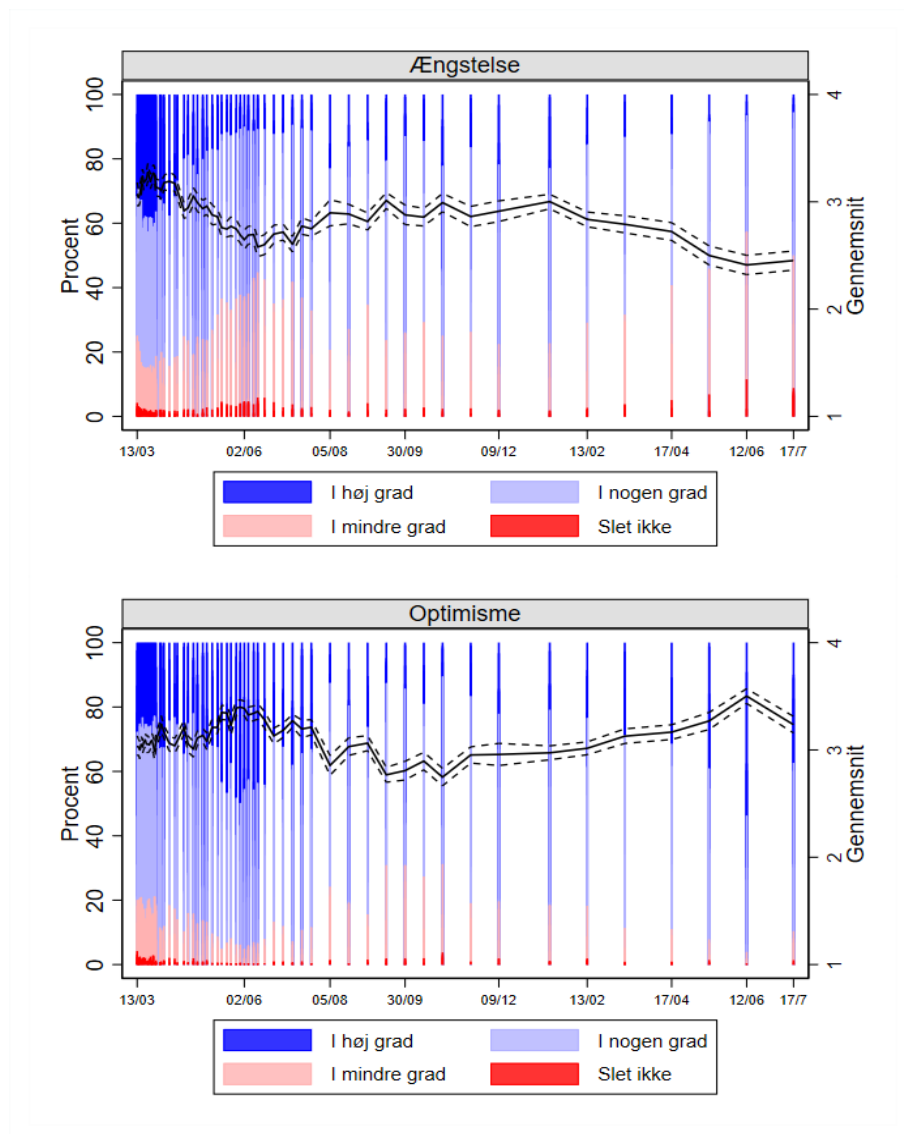 Ængstelse
100
80
60
40
20
0
Procent
4
3
2
1
Gennemsnit
13/03 02/06 05/08 30/09 09/12 13/02 17/04 12/06 17/7
I høj grad I nogen grad
I mindre grad Slet ikke
Optimisme
100
80
60
40
20
0
Procent
4
3
2
1
Gennemsnit
13/03 02/06 05/08 30/09 09/12 13/02 17/04 12/06 17/7
I høj grad I nogen grad
I mindre grad Slet ikke